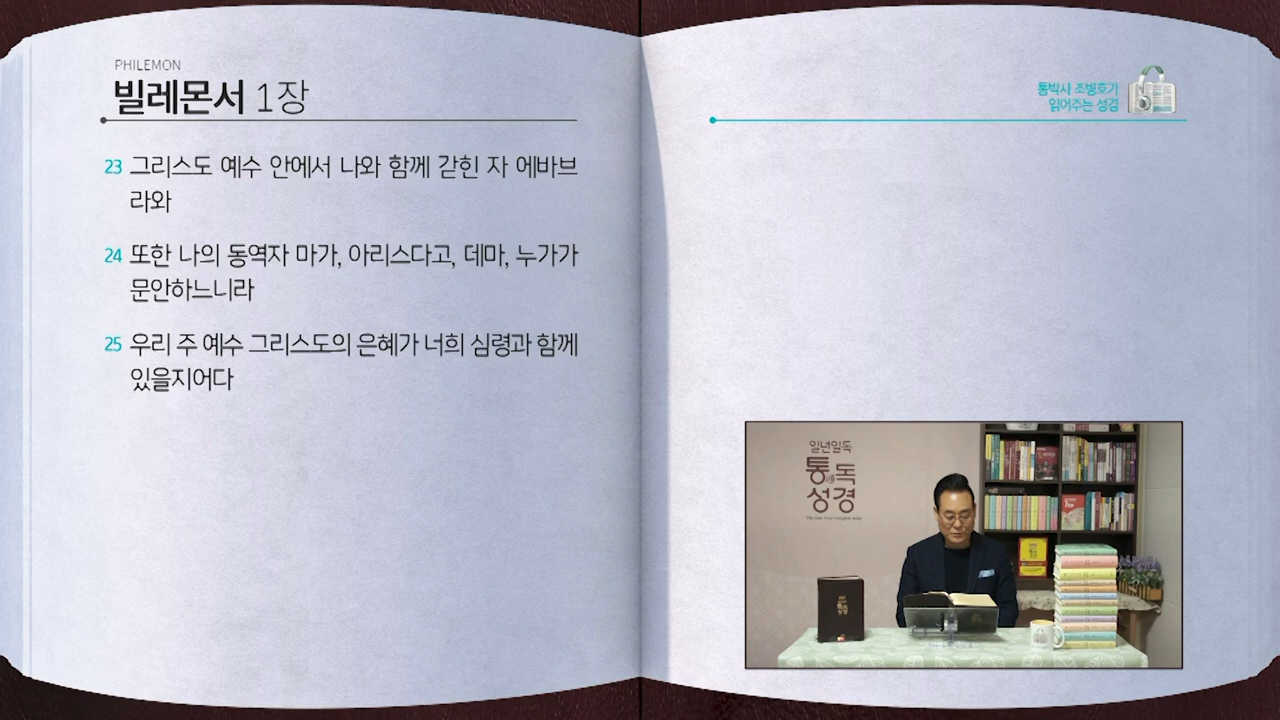 PHILEMON
빌레몬서 1장
23 그리스도 예수 안에서 나와 함께 갇힌 자 에바브
라와
24 또한 나의 동역자 마가, 아리스다고, 데마, 누가가
문안하느니라
25 우리 주 예수 그리스도의 은혜가 너희 심령과 함께
있을지어다
통박사 조병호가
읽어주는 성경
일년일독
통독
성경